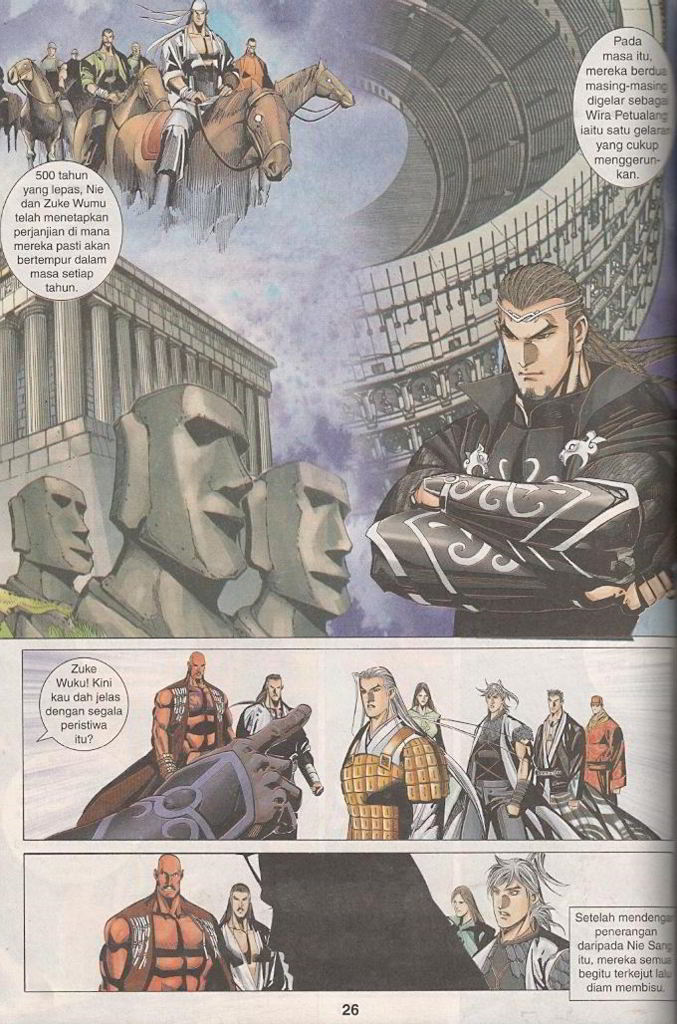 500 tahun
yang lepas, Nie
dan Zuke Wumu
telah menetapkan
perjanjian di mana
mereka pasti akan
bertempur dalam
masa setiap
tahun.
Pada
masa itu,
mereka berdua
masing-masing
digelar sebagai
Wira Petualang
iaitu satu gelaran
yang cukup
menggerun-
kan.
Zuke
Wuku! Kini
kau dah jelas
dengan segala
peristiwa
itu?
Setelah mendengar
penerangan
daripada Nie Sang
itu, mereka semua
begitu terkejut lalu
diam membisu.
26